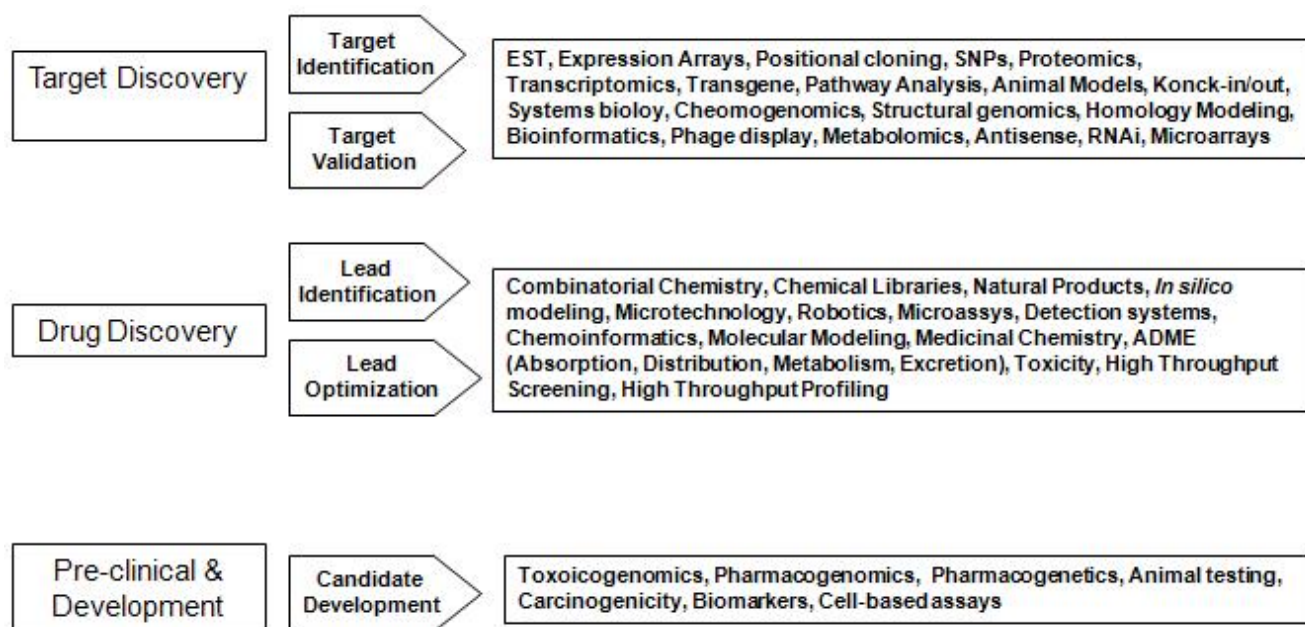 Target Discovery
Target
Identification
Target
Validation
EST, Expression Arrays, Positional cloning, SNPs, Proteomics,
Transcriptomics, Transgene, Pathway Analysis, Animal Models, Konck-in/out,
Systems bioloy, Cheomogenomics, Structural genomics, Homology Modeling,
Bioinformatics, Phage display, Metabolomics, Antisense, RNAi, Microarrays
Drug Discovery
Lead
Identification
Lead
Optimization
Combinatorial Chemistry, Chemical Libraries, Natural Products, In silico
modeling, Microtechnology, Robotics, Microassys, Detection systems,
Chemoinformatics, Molecular Modeling, Medicinal Chemistry, ADME
(Absorption, Distribution, Metabolism, Excretion), Toxicity, High Throughput
Screening, High Throughput Profiling
Pre-clinical &
Development
Candidate
Development
Toxoicogenomics, Pharmacogenomics, Pharmacogenetics, Animal testing,
Carcinogenicity, Biomarkers, Cell-based assays